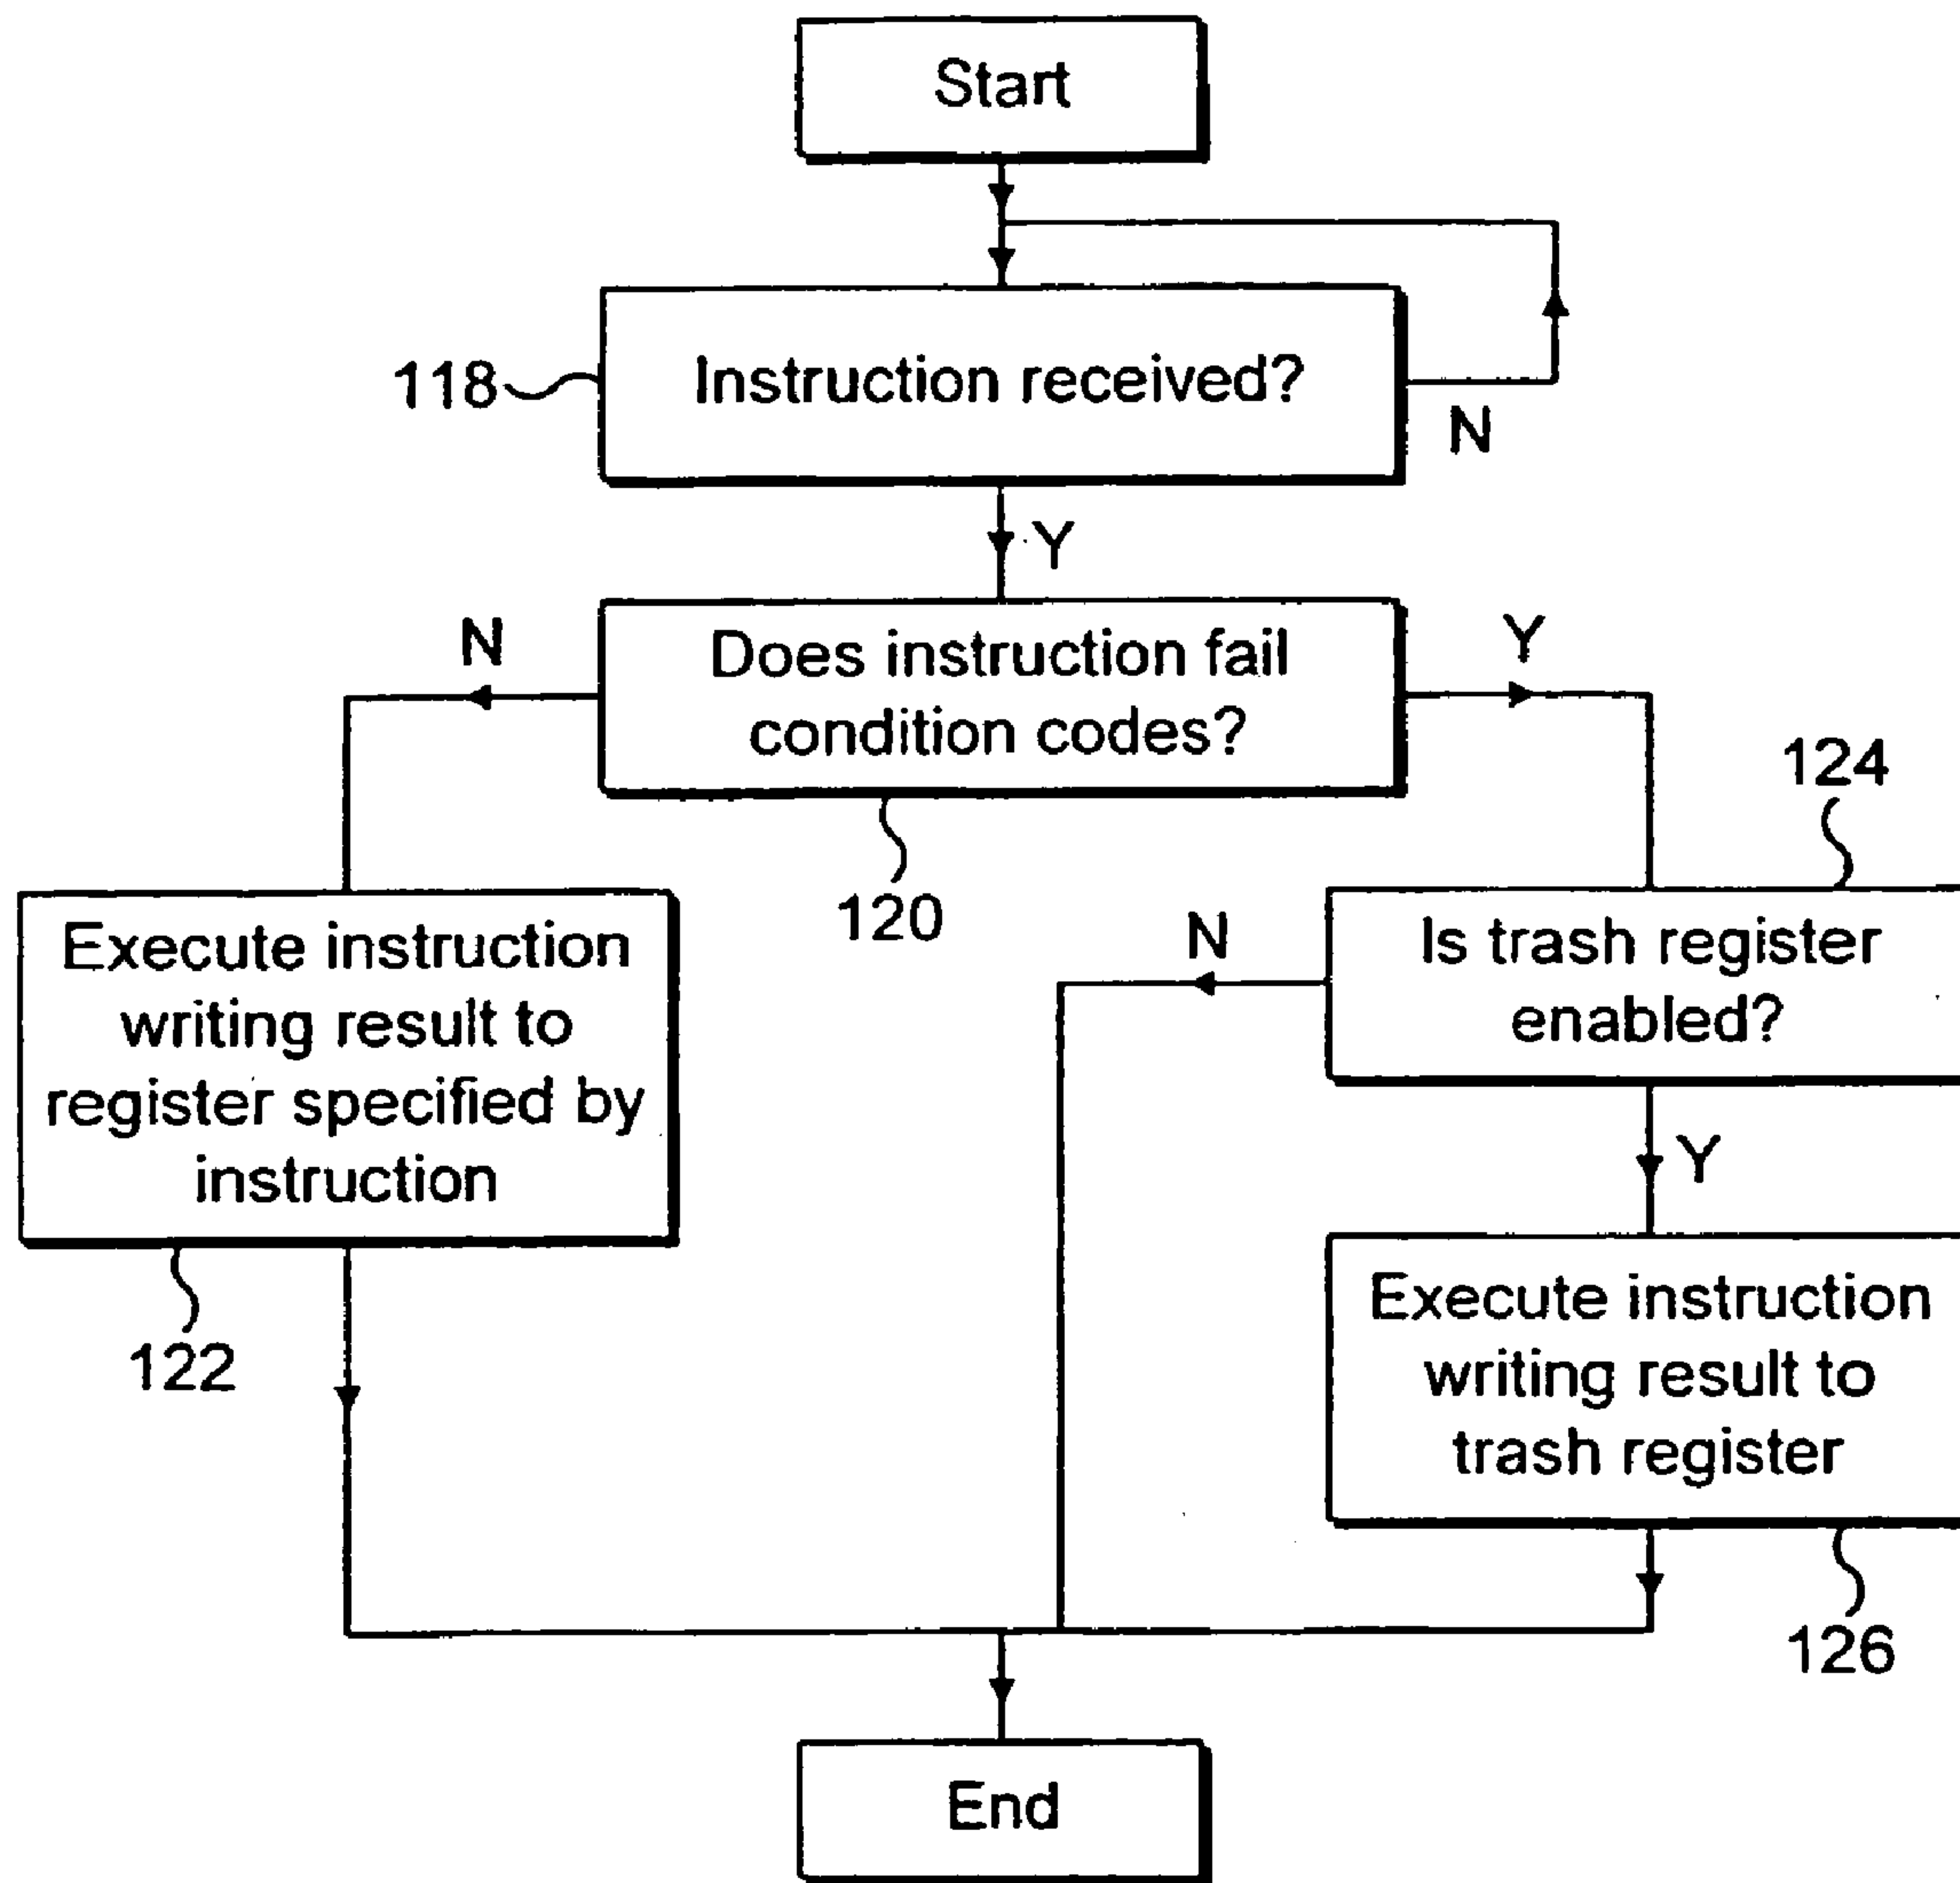 Start
118
Instruction received?
N
Y
Does instruction fail
condition codes?
N
Y
120
124
Execute instruction
writing result to
register specified by
instruction
122
N
Is trash register
enabled?
Y
Execute instruction
writing result to
trash register
126
End